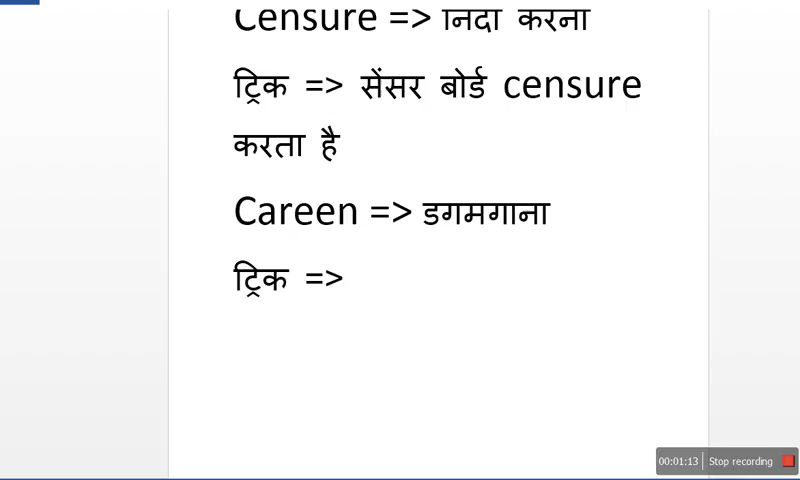 Censure => निंदा करना
ट्रिक => सेंसर बोर्ड censure
करता है
Careen => डगमगाना
ट्रिक =>
00:01:13 Stop recording